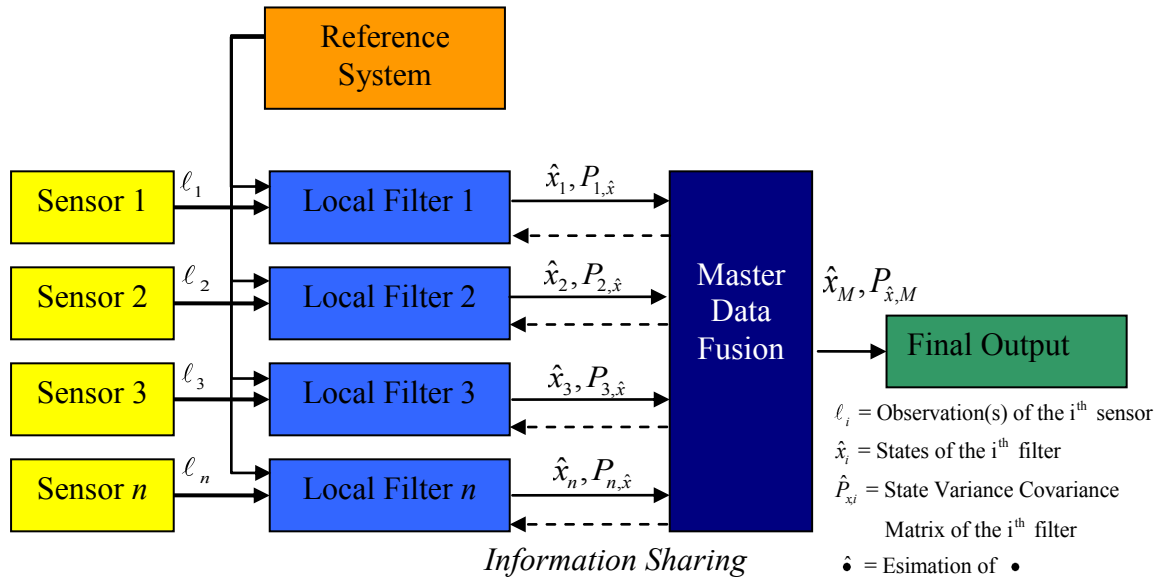 Reference
System
Sensor 1
ℓ₁
Local Filter 1
x̂₁, P₁,x̂
Sensor 2
ℓ₂
Local Filter 2
x̂₂, P₂,x̂
Sensor 3
ℓ₃
Local Filter 3
x̂₃, P₃,x̂
Sensor n
ℓₙ
Local Filter n
x̂ₙ, Pₙ,x̂
Master
Data
Fusion
x̂_M, P_x̂,M
Final Output
ℓᵢ = Observation(s) of the iᵗʰ sensor
x̂ᵢ = States of the iᵗʰ filter
P̂ₓ,ᵢ = State Variance Covariance
Matrix of the iᵗʰ filter
•̂ = Esimation of •
Information Sharing